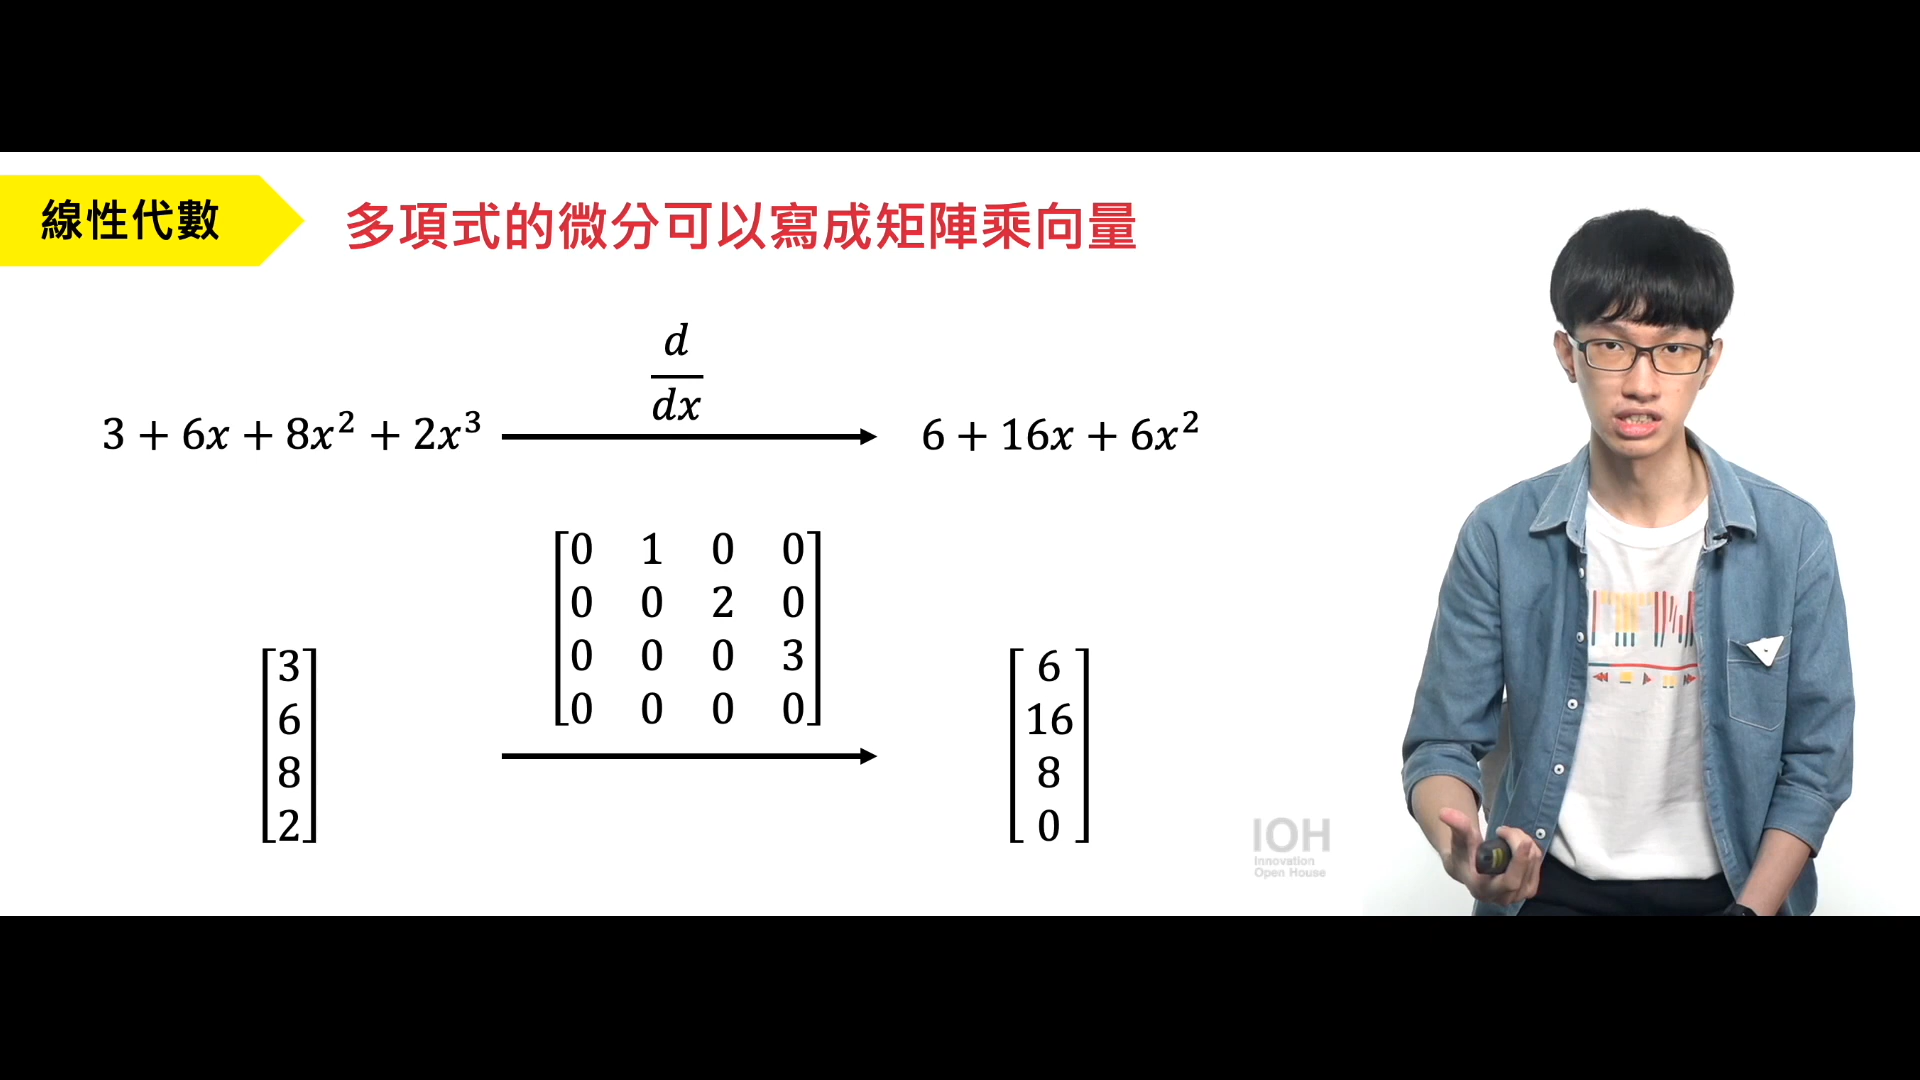 線性代數
多項式的微分可以寫成矩陣乘向量
d
dx
3 + 6x + 8x² + 2x³
6 + 16x + 6x²
0 1 0 0
0 0 2 0
0 0 0 3
0 0 0 0
3
6
8
2
6
16
8
0
IOH
Innovation
Open House